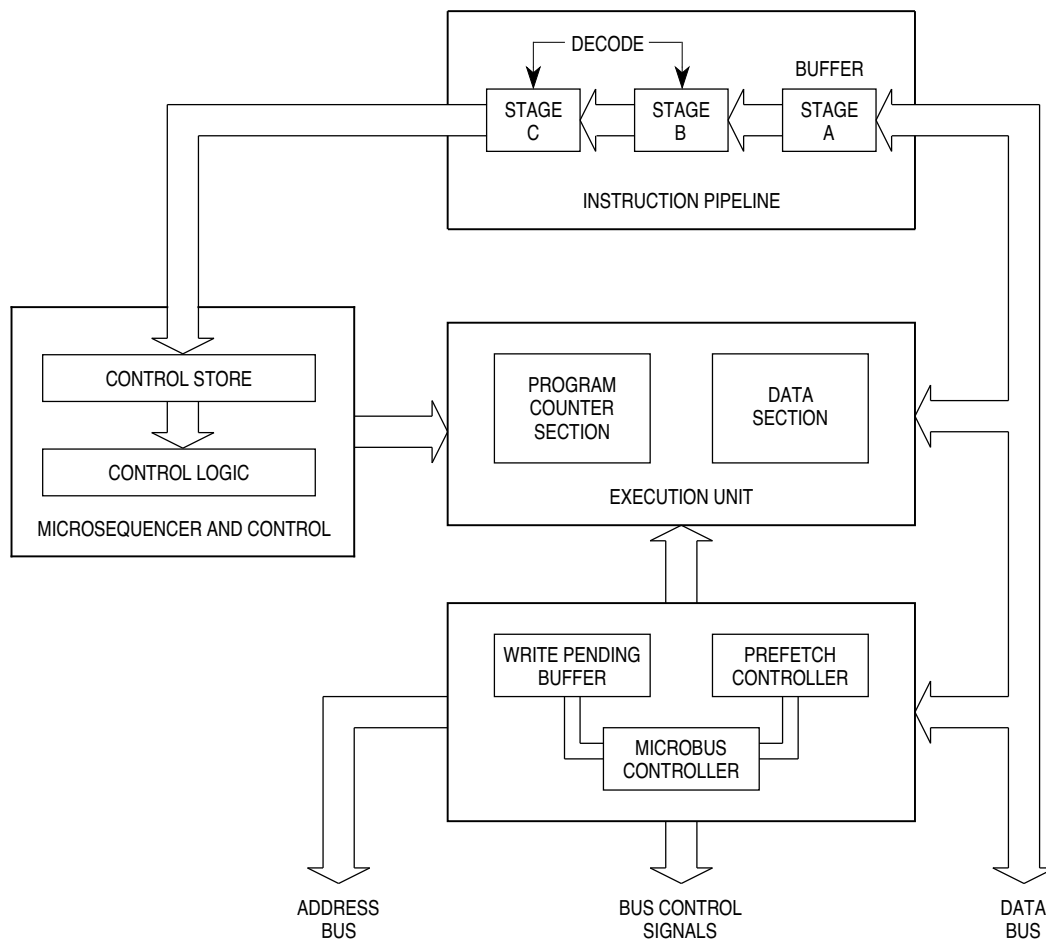 DECODE
BUFFER
STAGE
C
STAGE
B
STAGE
A
INSTRUCTION PIPELINE
CONTROL STORE
CONTROL LOGIC
MICROSEQUENCER AND CONTROL
PROGRAM
COUNTER
SECTION
DATA
SECTION
EXECUTION UNIT
WRITE PENDING
BUFFER
PREFETCH
CONTROLLER
MICROBUS
CONTROLLER
ADDRESS
BUS
BUS CONTROL
SIGNALS
DATA
BUS